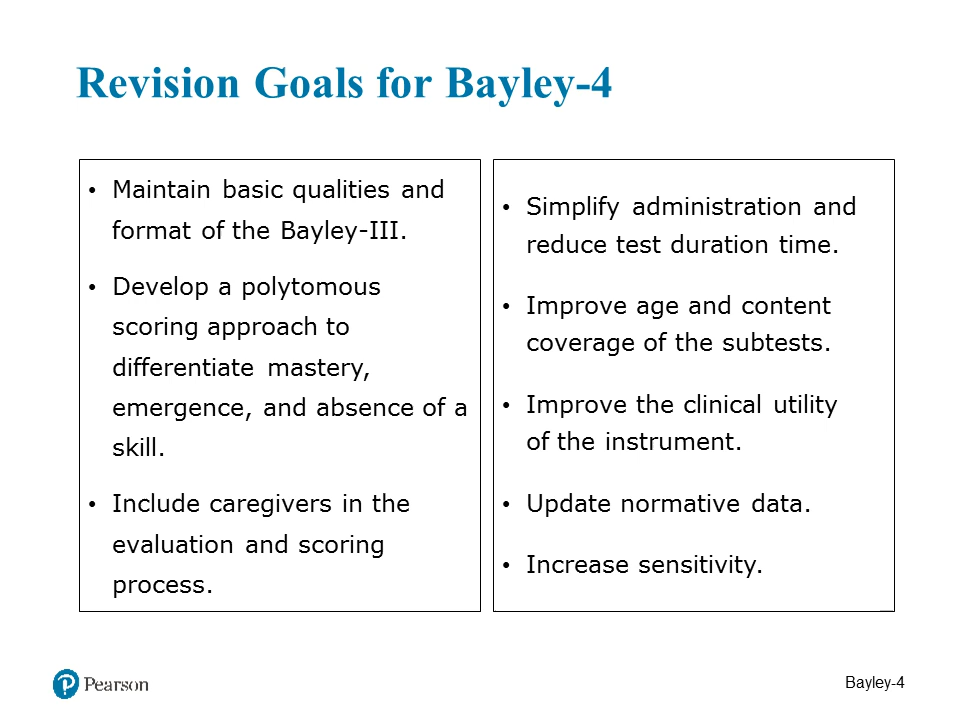 Revision Goals for Bayley-4
• Maintain basic qualities and
format of the Bayley-III.
• Develop a polytomous
scoring approach to
differentiate mastery,
emergence, and absence of a
skill.
• Include caregivers in the
evaluation and scoring
process.
• Simplify administration and
reduce test duration time.
• Improve age and content
coverage of the subtests.
• Improve the clinical utility
of the instrument.
• Update normative data.
• Increase sensitivity.
P Pearson
Bayley-4